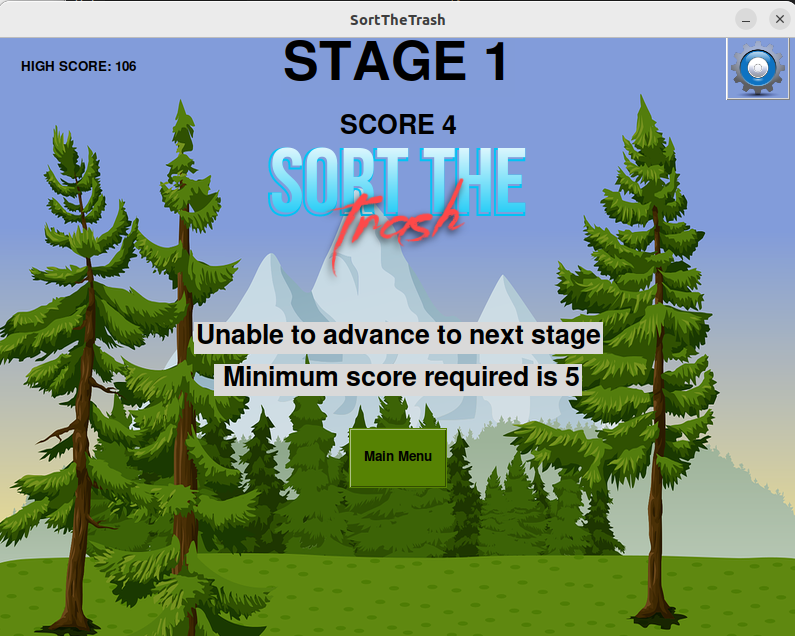 SortTheTrash
HIGH SCORE: 106
STAGE 1
SCORE 4
SORT THE
Trash
Unable to advance to next stage
Minimum score required is 5
Main Menu